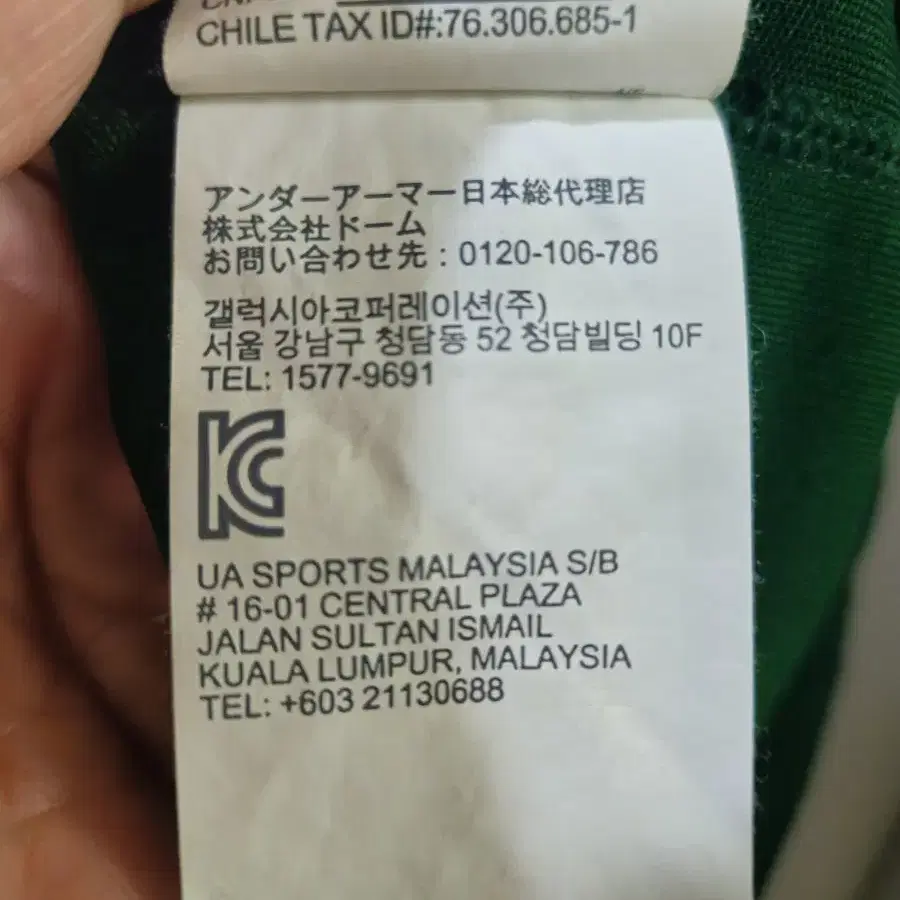 CHILE TAX ID#:76.306.685-1
アンダーアーマー日本総代理店
株式会社ドーム
お問い合わせ先：0120-106-786
갤럭시아코퍼레이션(주)
서울 강남구 청담동 52 청담빌딩 10F
TEL: 1577-9691
KC
UA SPORTS MALAYSIA S/B
# 16-01 CENTRAL PLAZA
JALAN SULTAN ISMAIL
KUALA LUMPUR, MALAYSIA
TEL: +603 21130688